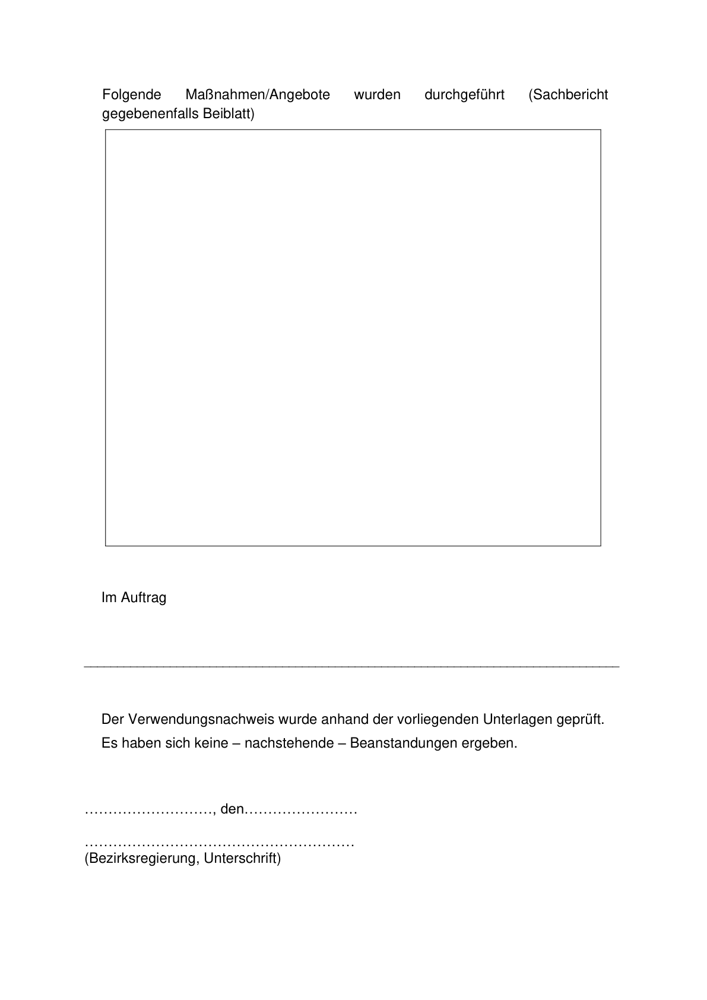 Folgende Maßnahmen/Angebote wurden durchgeführt (Sachbericht
gegebenenfalls Beiblatt)
Im Auftrag
Der Verwendungsnachweis wurde anhand der vorliegenden Unterlagen geprüft.
Es haben sich keine – nachstehende – Beanstandungen ergeben.
………………………, den……………………
…………………………………………………
(Bezirksregierung, Unterschrift)